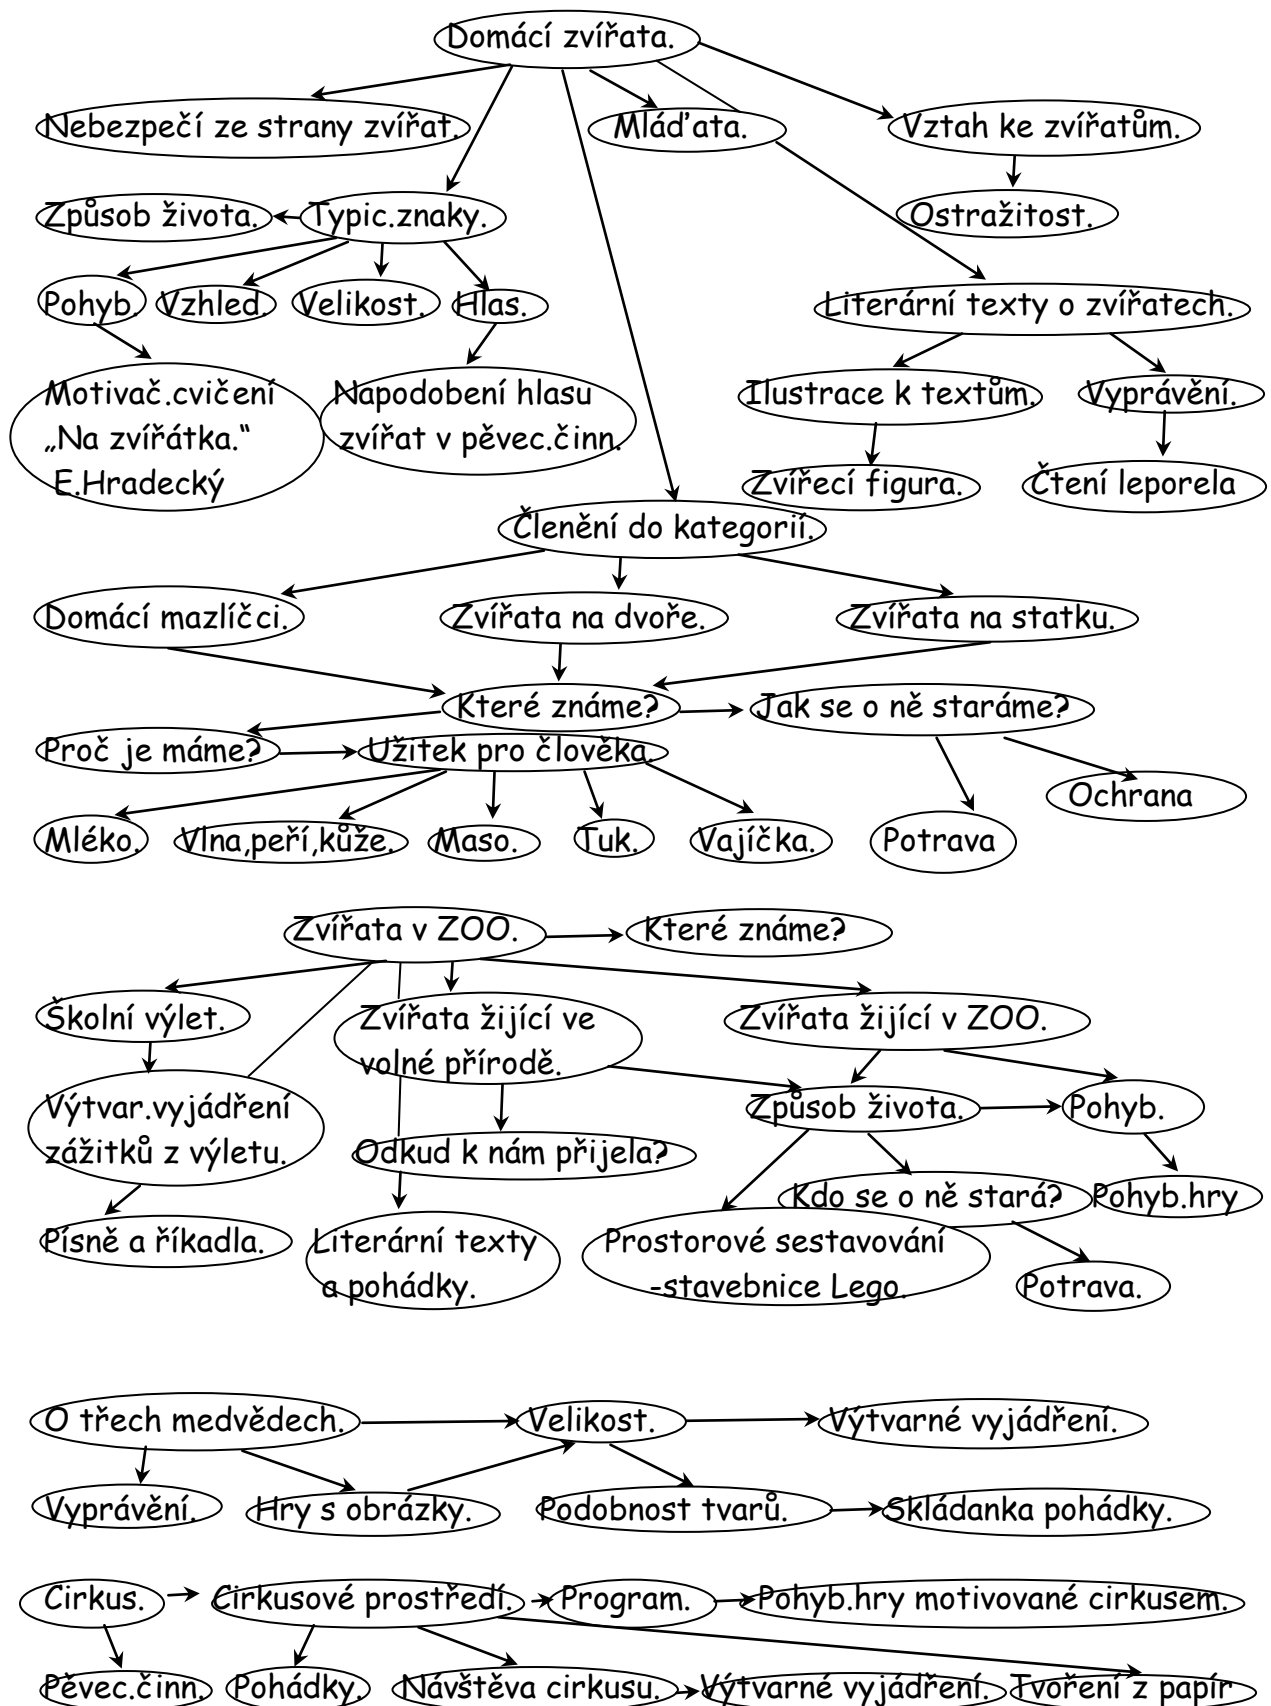 Domácí zvířata.
Nebezpečí ze strany zvířat.
Mláďata.
Vztah ke zvířatům.
Způsob života.
Typic.znaky.
Ostražitost.
Pohyb.
Vzhled.
Velikost.
Hlas.
Literární texty o zvířatech.
Motivač.cvičení
„Na zvířátka.“
E.Hradecký
Napodobení hlasu
zvířat v pěvec.činn.
Ilustrace k textům.
Vyprávění.
Zvířecí figura.
Čtení leporela
Členění do kategorií.
Domácí mazlíčci.
Zvířata na dvoře.
Zvířata na statku.
Které známe?
Jak se o ně staráme?
Proč je máme?
Užitek pro člověka.
Ochrana
Mléko.
Vlna,peří,kůže.
Maso.
Tuk.
Vajíčka.
Potrava
Zvířata v ZOO.
Které známe?
Školní výlet.
Zvířata žijící ve
volné přírodě.
Zvířata žijící v ZOO.
Výtvar.vyjádření
zážitků z výletu.
Způsob života.
Pohyb.
Odkud k nám přijela?
Kdo se o ně stará?
Pohyb.hry
Písně a říkadla.
Literární texty
a pohádky.
Prostorové sestavování
-stavebnice Lego.
Potrava.
O třech medvědech.
Velikost.
Výtvarné vyjádření.
Vyprávění.
Hry s obrázky.
Podobnost tvarů.
Skládanka pohádky.
Cirkus.
Cirkusové prostředí.
Program.
Pohyb.hry motivované cirkusem.
Pěvec.činn.
Pohádky.
Návštěva cirkusu.
Výtvarné vyjádření.
Tvoření z papír